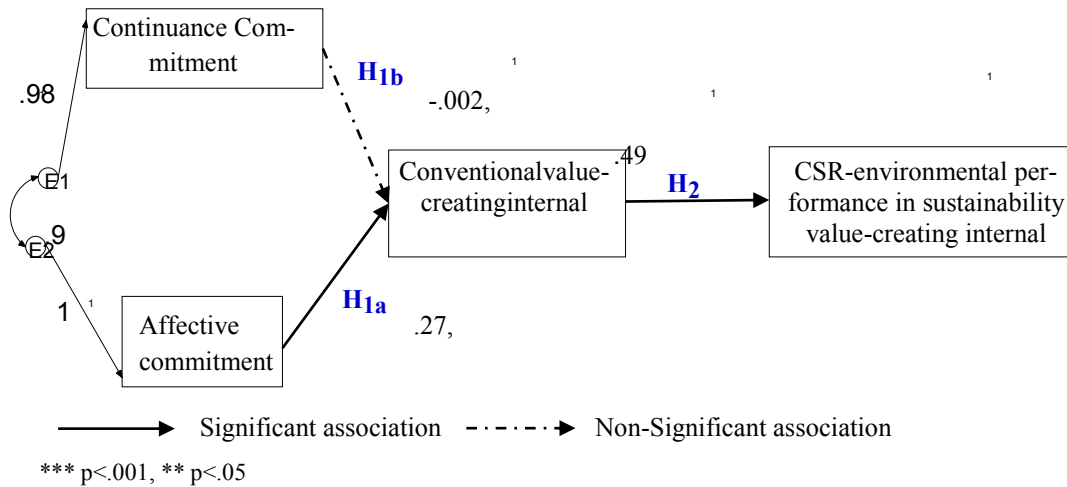 Continuance Com-
mitment
.98
H1b
1
1
1
-.002,
.49
E1
Conventionalvalue-
creatinginternal
H2
CSR-environmental per-
formance in sustainability
value-creating internal
.9
E2
H1a
1
1
.27,
Affective
commitment
Significant association
Non-Significant association
*** p<.001, ** p<.05